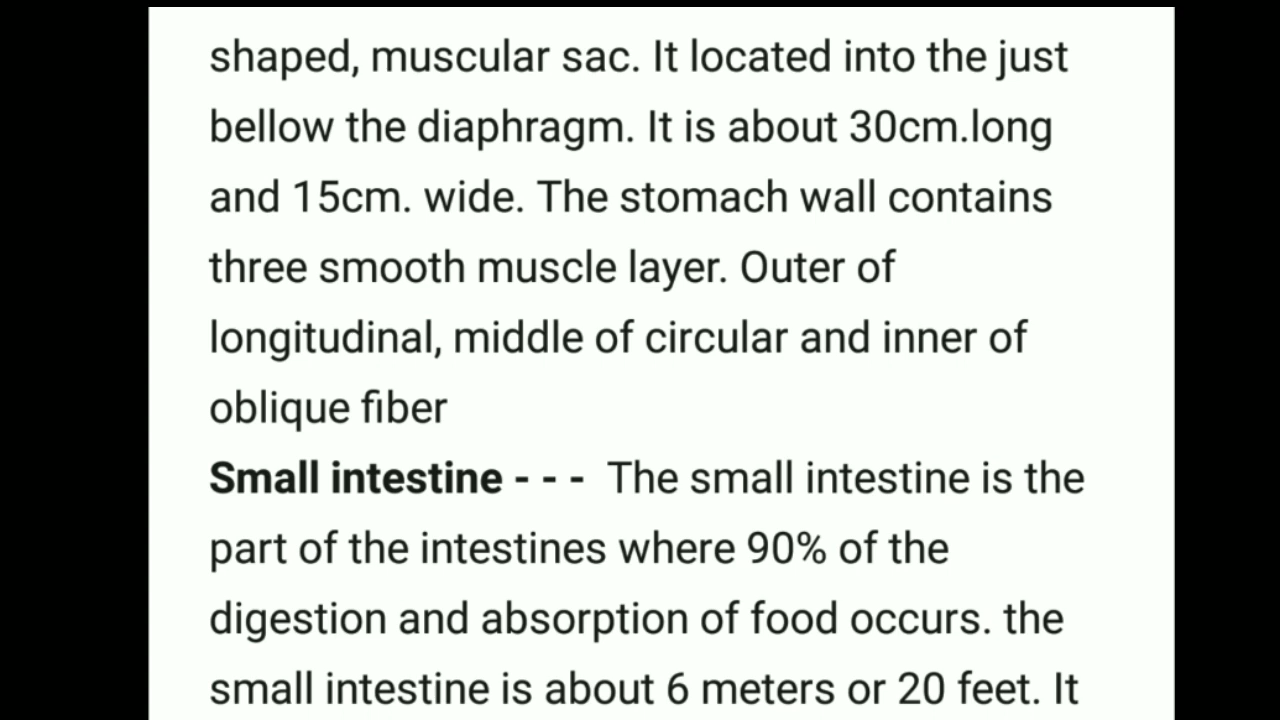 shaped, muscular sac. It located into the just
bellow the diaphragm. It is about 30cm.long
and 15cm. wide. The stomach wall contains
three smooth muscle layer. Outer of
longitudinal, middle of circular and inner of
oblique fiber
Small intestine - - - The small intestine is the
part of the intestines where 90% of the
digestion and absorption of food occurs. the
small intestine is about 6 meters or 20 feet. It